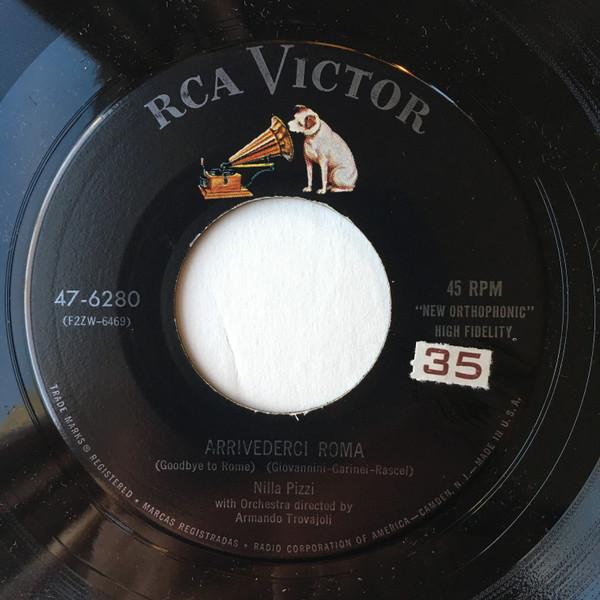 RCA VICTOR
47-6280
(F2ZW-6469)
45 RPM
"NEW ORTHOPHONIC"
HIGH FIDELITY
35
ARRIVEDERCI ROMA
(Goodbye to Rome) (Giovannini-Garinei-Rascel)
Nilla Pizzi
with Orchestra directed by
Armando Trovajoli
TRADE MARKS ® REGISTERED • MARCAS REGISTRADAS • RADIO CORPORATION OF AMERICA—CAMDEN, N.J.—MADE IN U.S.A.